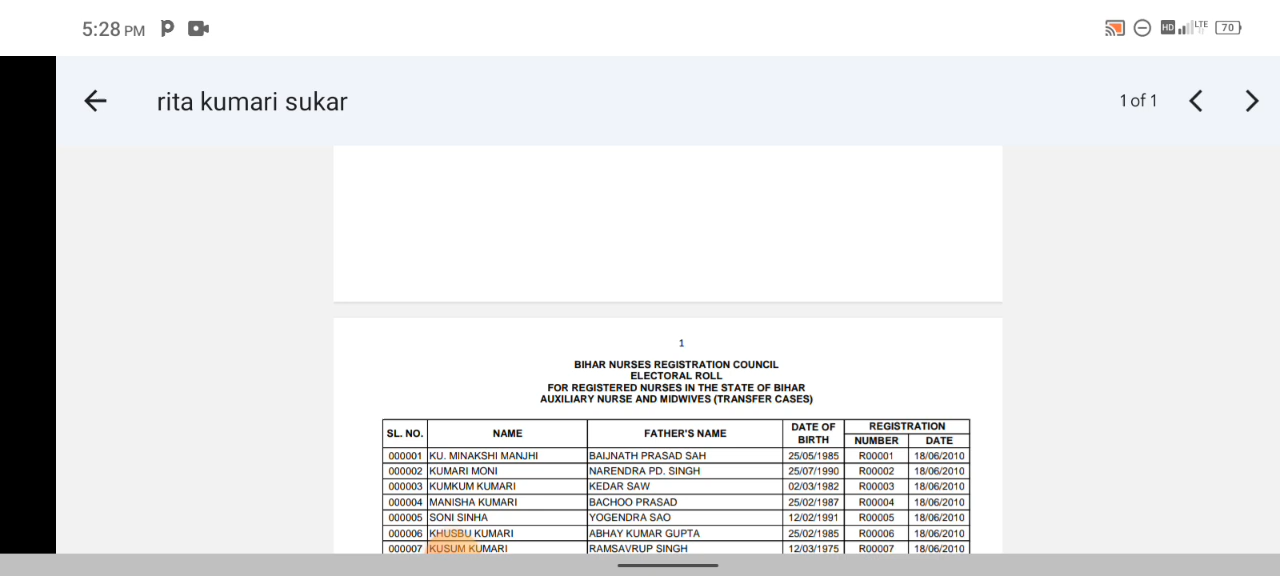 5:28 PM HD LTE 70
rita kumari sukar 1 of 1
1
BIHAR NURSES REGISTRATION COUNCIL
ELECTORAL ROLL
FOR REGISTERED NURSES IN THE STATE OF BIHAR
AUXILIARY NURSE AND MIDWIVES (TRANSFER CASES)
SL. NO. NAME FATHER'S NAME DATE OF BIRTH REGISTRATION
NUMBER DATE
000001 KU. MINAKSHI MANJHI BAIJNATH PRASAD SAH 25/05/1985 R00001 18/06/2010
000002 KUMARI MONI NARENDRA PD. SINGH 25/07/1990 R00002 18/06/2010
000003 KUMKUM KUMARI KEDAR SAW 02/03/1982 R00003 18/06/2010
000004 MANISHA KUMARI BACHOO PRASAD 25/02/1987 R00004 18/06/2010
000005 SONI SINHA YOGENDRA SAO 12/02/1991 R00005 18/06/2010
000006 KHUSBU KUMARI ABHAY KUMAR GUPTA 25/02/1985 R00006 18/06/2010
000007 KUSUM KUMARI RAMSAVRUP SINGH 12/03/1975 R00007 18/06/2010